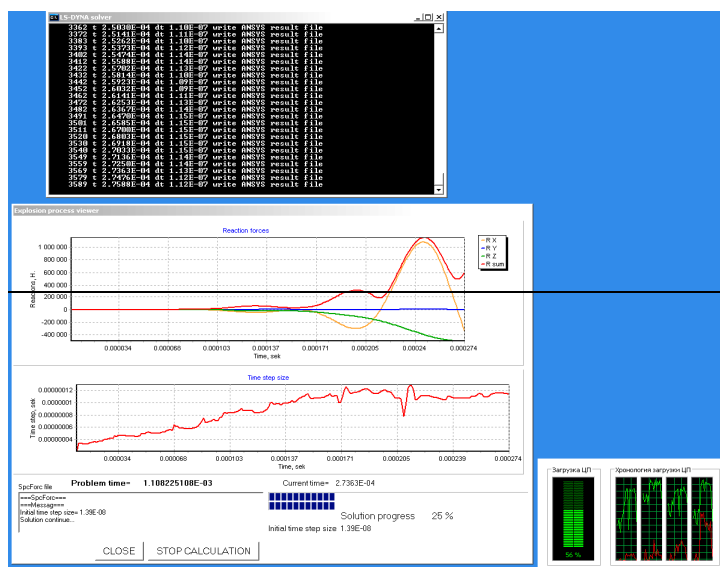 LS-DYNA solver
3362 t 2.5030E-04 dt 1.10E-07 write ANSYS result file
3372 t 2.5141E-04 dt 1.11E-07 write ANSYS result file
3383 t 2.5262E-04 dt 1.10E-07 write ANSYS result file
3393 t 2.5373E-04 dt 1.12E-07 write ANSYS result file
3402 t 2.5474E-04 dt 1.14E-07 write ANSYS result file
3412 t 2.5588E-04 dt 1.14E-07 write ANSYS result file
3422 t 2.5702E-04 dt 1.13E-07 write ANSYS result file
3432 t 2.5814E-04 dt 1.10E-07 write ANSYS result file
3442 t 2.5923E-04 dt 1.09E-07 write ANSYS result file
3452 t 2.6032E-04 dt 1.09E-07 write ANSYS result file
3462 t 2.6141E-04 dt 1.11E-07 write ANSYS result file
3472 t 2.6253E-04 dt 1.13E-07 write ANSYS result file
3482 t 2.6367E-04 dt 1.14E-07 write ANSYS result file
3491 t 2.6470E-04 dt 1.15E-07 write ANSYS result file
3501 t 2.6585E-04 dt 1.15E-07 write ANSYS result file
3511 t 2.6700E-04 dt 1.15E-07 write ANSYS result file
3520 t 2.6803E-04 dt 1.15E-07 write ANSYS result file
3530 t 2.6918E-04 dt 1.15E-07 write ANSYS result file
3540 t 2.7033E-04 dt 1.15E-07 write ANSYS result file
3549 t 2.7136E-04 dt 1.14E-07 write ANSYS result file
3559 t 2.7250E-04 dt 1.14E-07 write ANSYS result file
3569 t 2.7363E-04 dt 1.13E-07 write ANSYS result file
3579 t 2.7476E-04 dt 1.12E-07 write ANSYS result file
3589 t 2.7588E-04 dt 1.12E-07 write ANSYS result file
Explosion process viewer
Reaction forces
1 000 000
800 000
600 000
400 000
200 000
0
-200 000
-400 000
Reactions, H.
R X
R Y
R Z
R sum
0.000034 0.000068 0.000103 0.000137 0.000171 0.000205 0.00024 0.000274
Time, sek
Time step size
0.00000012
0.0000001
0.00000008
0.00000006
0.00000004
Time step, sek
0.000034 0.000068 0.000103 0.000137 0.000171 0.000205 0.000239 0.000274
Time, sek
SpcForc file
Problem time= 1.108225108E-03
Current time= 2.7363E-04
===SpcForc===
===Messag===
Initial time step size= 1.39E-08
Solution continue...
Solution progress 25 %
Initial time step size 1.39E-08
CLOSE
STOP CALCULATION
Загрузка ЦП
56 %
Хронология загрузки ЦП